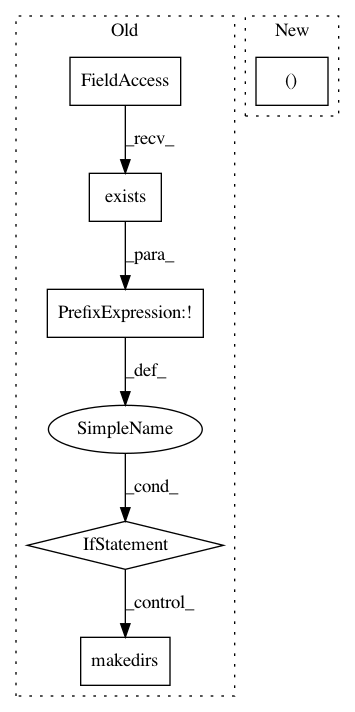 Old
New
FieldAccess
()
_recv_
exists
_para_
PrefixExpression:!
_def_
SimpleName
_cond_
IfStatement
_control_
makedirs